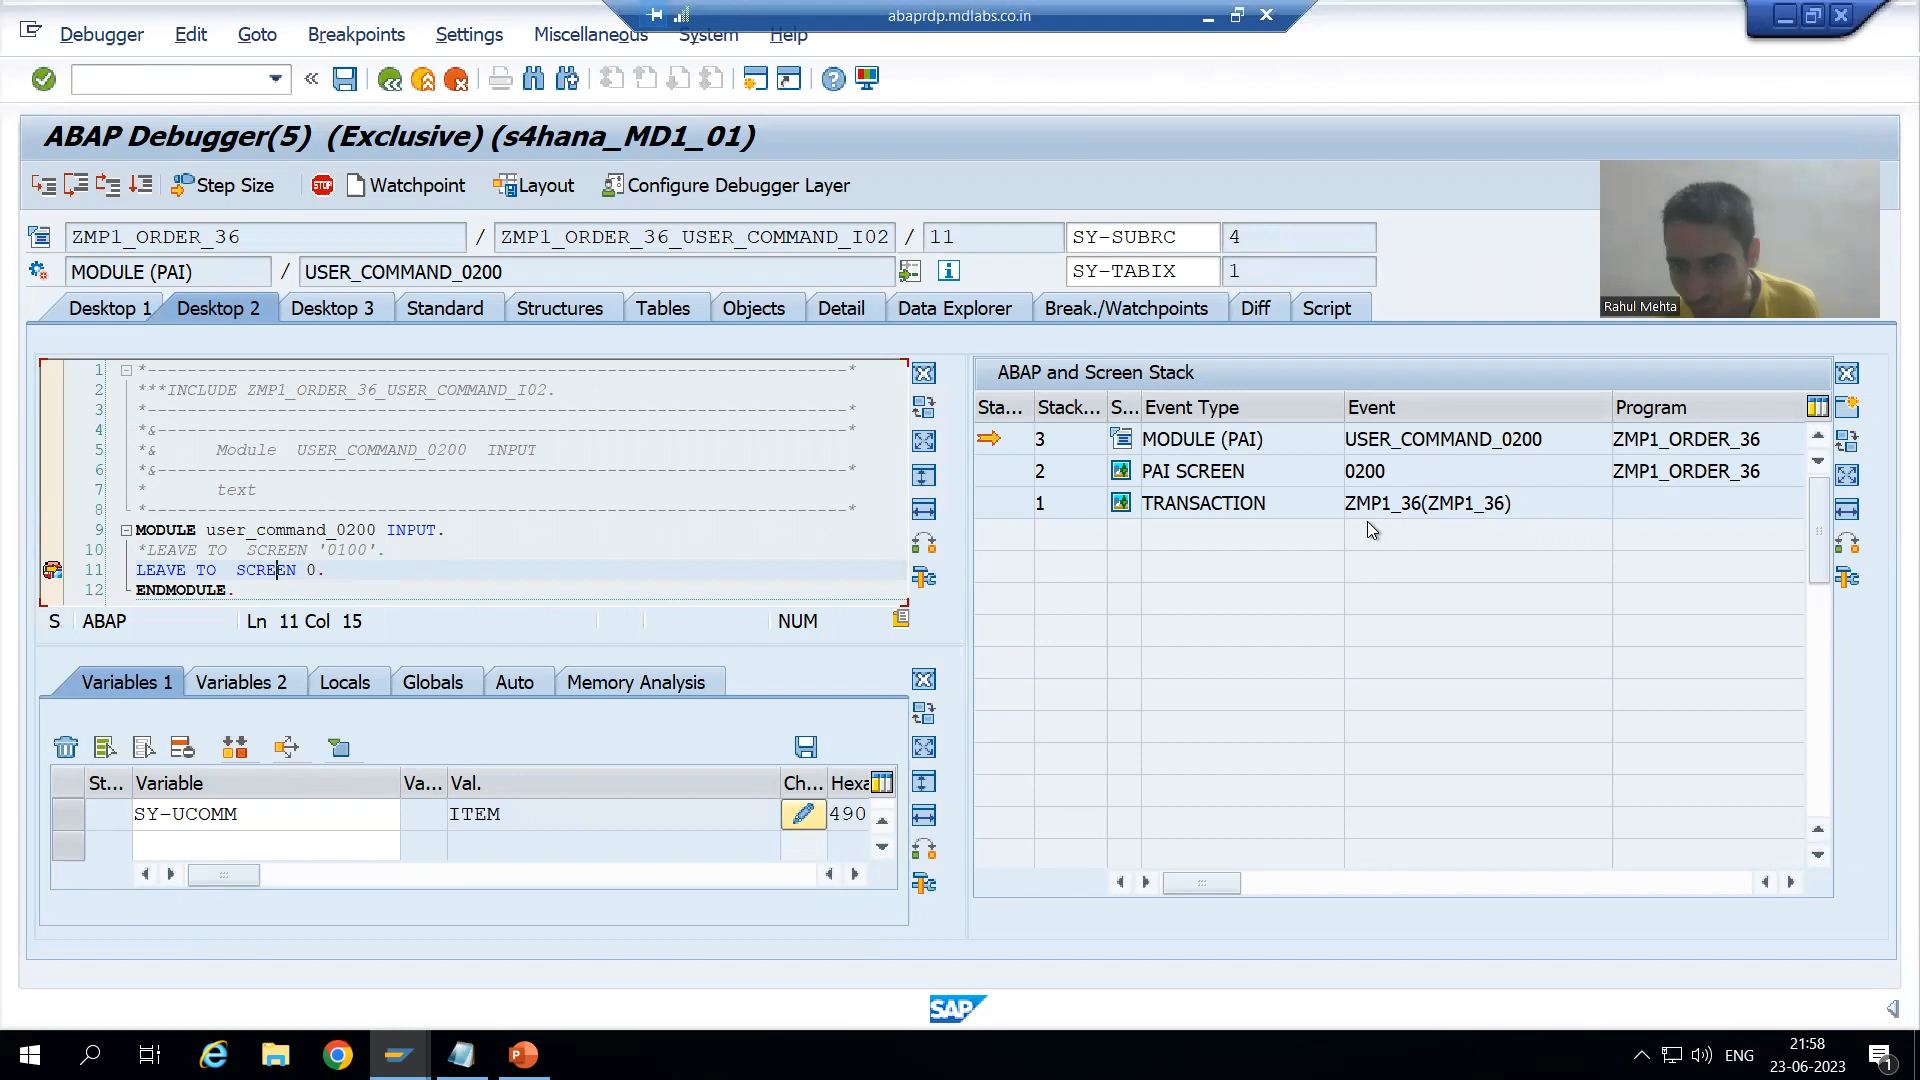 abaprdp.mdlabs.co.in
Debugger Edit Goto Breakpoints Settings Miscellaneous System Help
ABAP Debugger(5) (Exclusive) (s4hana_MD1_01)
Step Size STOP Watchpoint Layout Configure Debugger Layer
ZMP1_ORDER_36 / ZMP1_ORDER_36_USER_COMMAND_I02 / 11 SY-SUBRC 4
MODULE (PAI) / USER_COMMAND_0200 SY-TABIX 1
Rahul Mehta
Desktop 1 Desktop 2 Desktop 3 Standard Structures Tables Objects Detail Data Explorer Break./Watchpoints Diff Script
1 *---------------------------------------------------------------------*
2 ***INCLUDE ZMP1_ORDER_36_USER_COMMAND_I02.
3 *---------------------------------------------------------------------*
4 *&---------------------------------------------------------------------*
5 *& Module USER_COMMAND_0200 INPUT
6 *&---------------------------------------------------------------------*
7 * text
8 *---------------------------------------------------------------------*
9 MODULE user_command_0200 INPUT.
10 *LEAVE TO SCREEN '0100'.
11 LEAVE TO SCREEN 0.
12 ENDMODULE.
S ABAP Ln 11 Col 15 NUM
ABAP and Screen Stack
Sta... Stack... S... Event Type Event Program
3 MODULE (PAI) USER_COMMAND_0200 ZMP1_ORDER_36
2 PAI SCREEN 0200 ZMP1_ORDER_36
1 TRANSACTION ZMP1_36(ZMP1_36)
Variables 1 Variables 2 Locals Globals Auto Memory Analysis
St... Variable Va... Val. Ch... Hexa
SY-UCOMM ITEM 490
SAP
ENG
21:58
23-06-2023
1